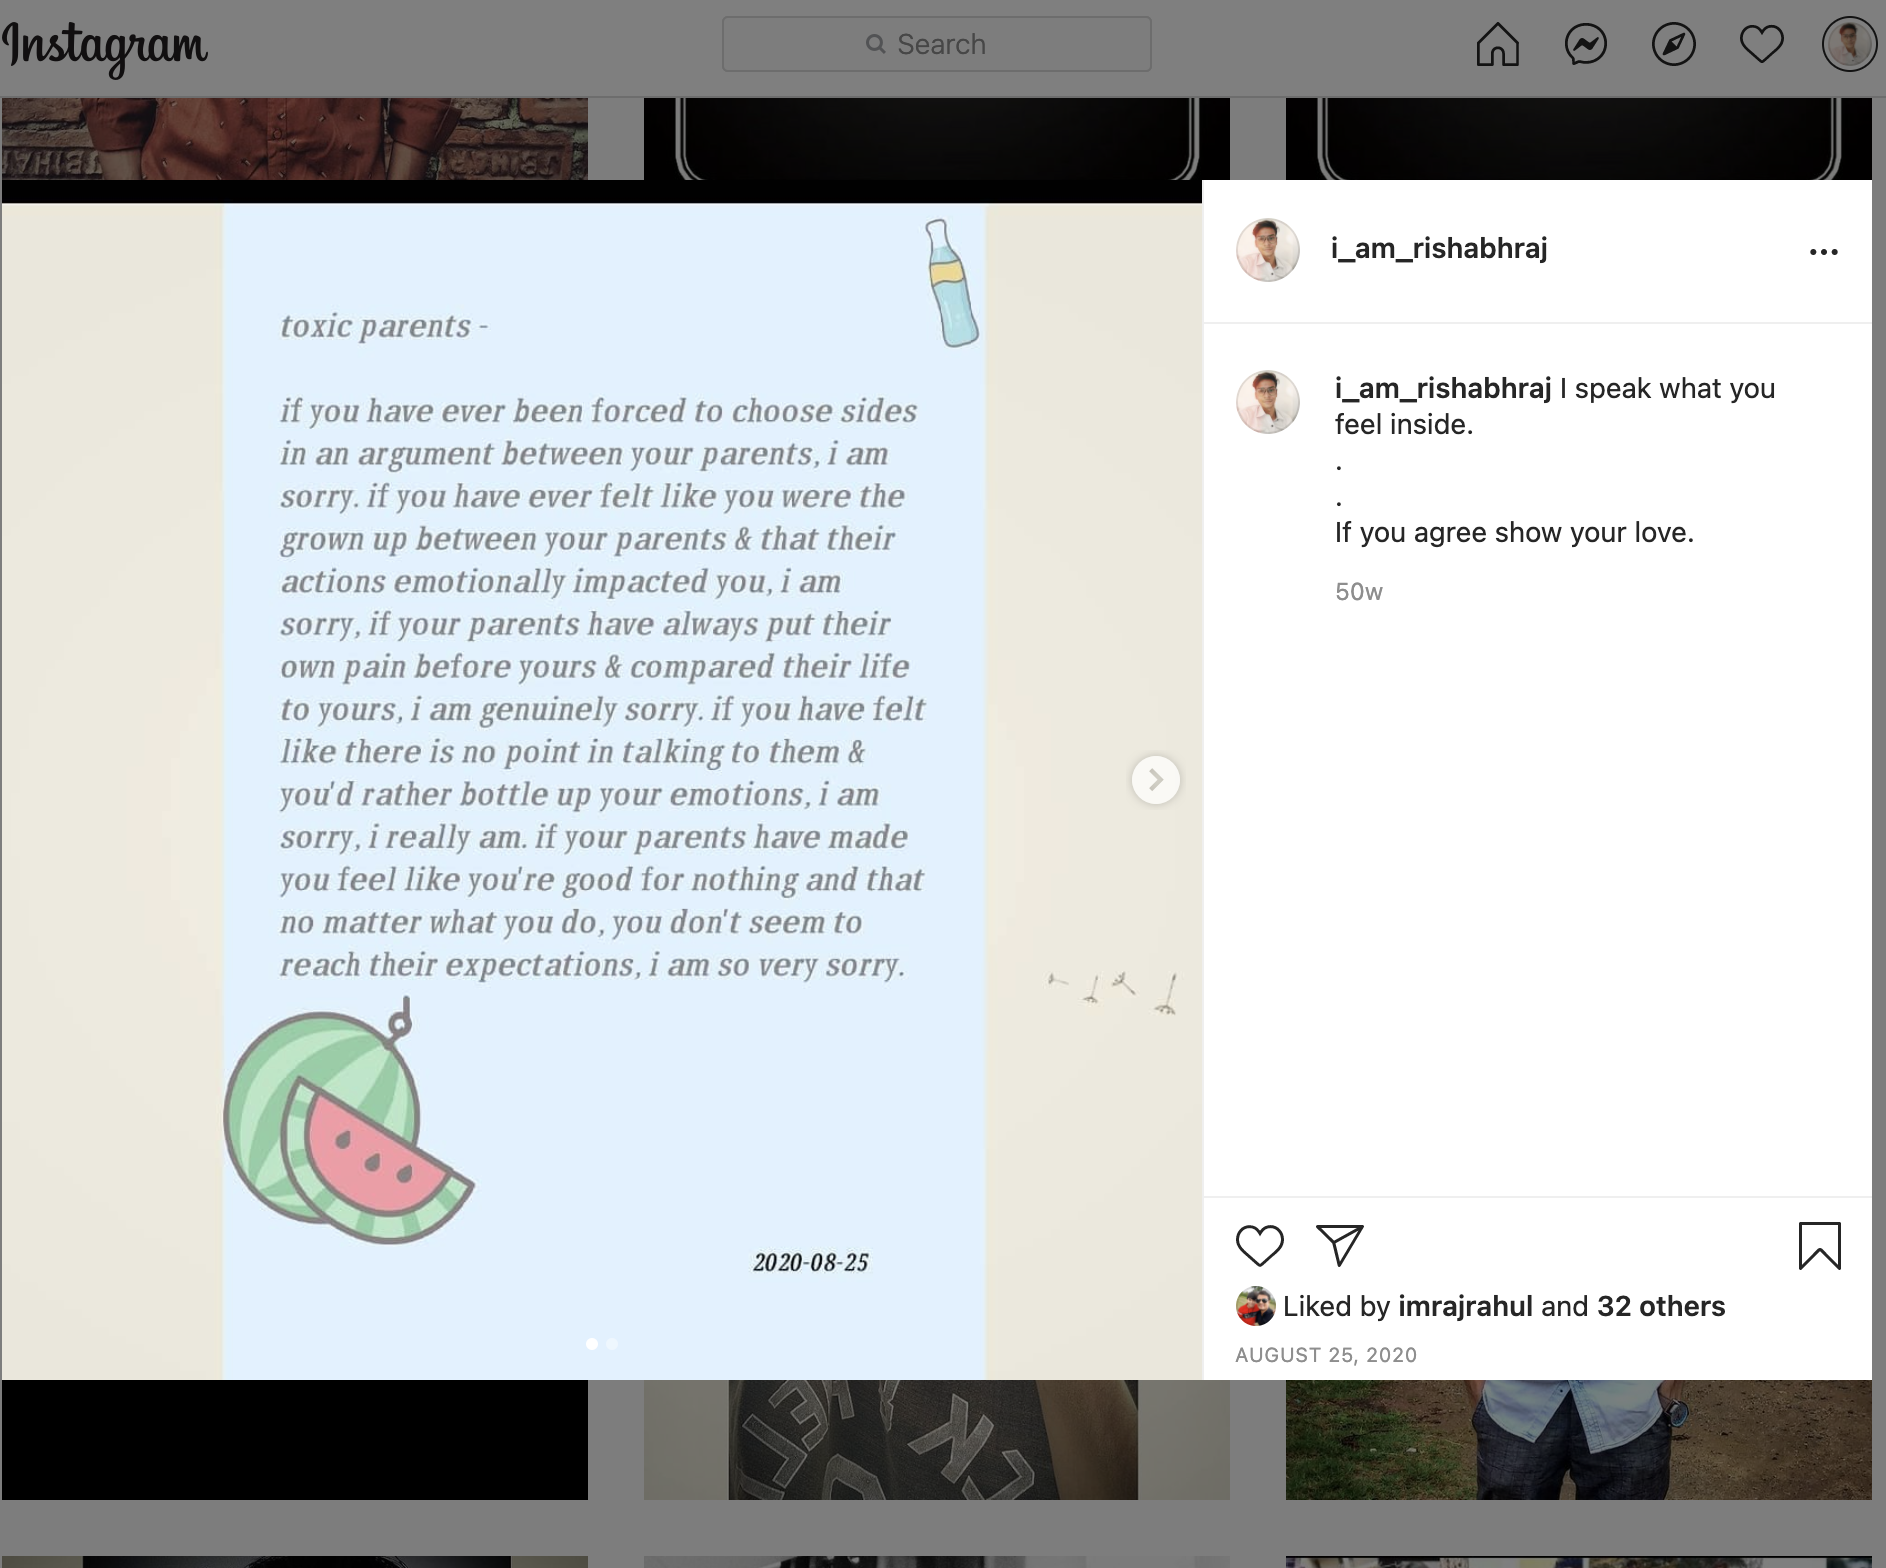 Instagram
Search
toxic parents -
if you have ever been forced to choose sides
in an argument between your parents, i am
sorry. if you have ever felt like you were the
grown up between your parents & that their
actions emotionally impacted you, i am
sorry, if your parents have always put their
own pain before yours & compared their life
to yours, i am genuinely sorry. if you have felt
like there is no point in talking to them &
you'd rather bottle up your emotions, i am
sorry, i really am. if your parents have made
you feel like you're good for nothing and that
no matter what you do, you don't seem to
reach their expectations, i am so very sorry.
2020-08-25
i_am_rishabhraj
i_am_rishabhraj I speak what you
feel inside.
.
.
If you agree show your love.
50w
Liked by imrajrahul and 32 others
AUGUST 25, 2020